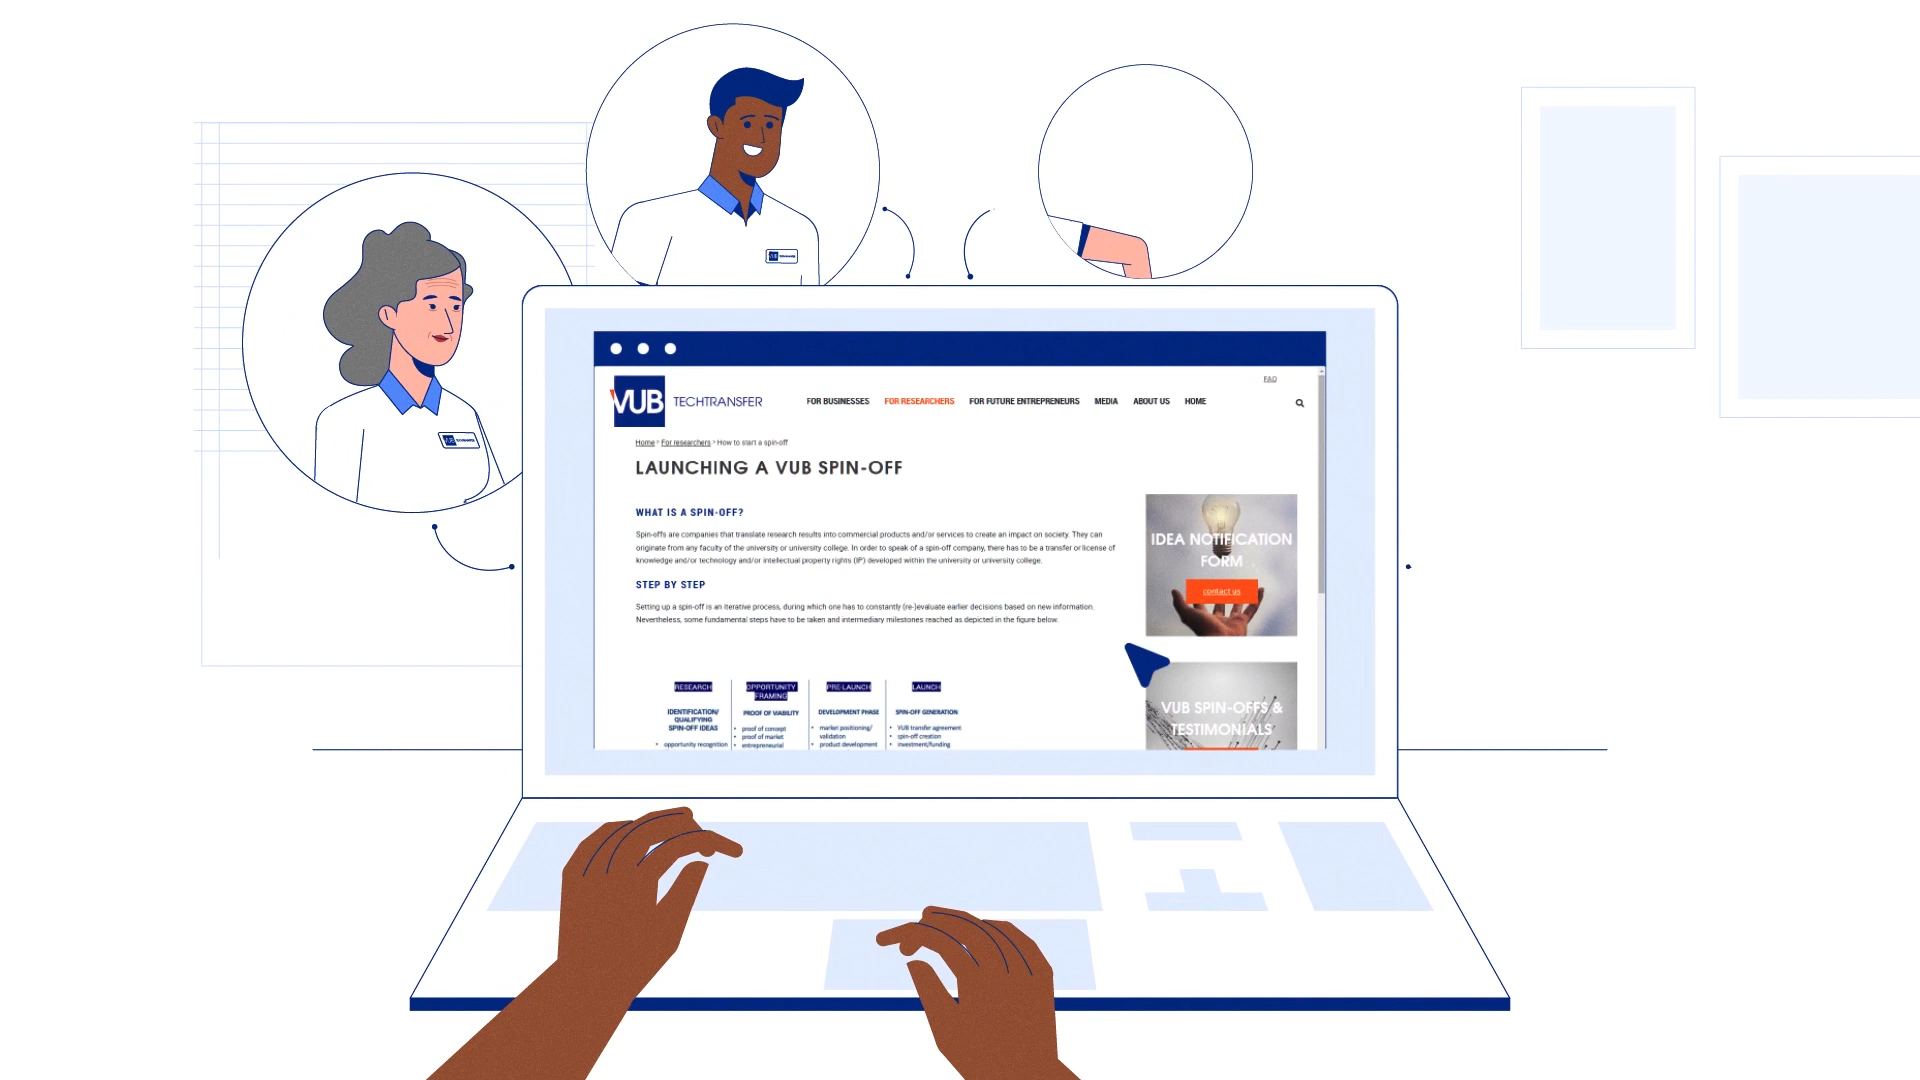 FAQ
VUB TECHTRANSFER
FOR BUSINESSES FOR RESEARCHERS FOR FUTURE ENTREPRENEURS MEDIA ABOUT US HOME
Home > For researchers > How to start a spin-off
LAUNCHING A VUB SPIN-OFF
WHAT IS A SPIN-OFF?
Spin-offs are companies that translate research results into commercial products and/or services to create an impact on society. They can
originate from any faculty of the university or university college. In order to speak of a spin-off company, there has to be a transfer or license of
knowledge and/or technology and/or intellectual property rights (IP) developed within the university or university college.
STEP BY STEP
Setting up a spin-off is an iterative process, during which one has to constantly (re-)evaluate earlier decisions based on new information.
Nevertheless, some fundamental steps have to be taken and intermediary milestones reached as depicted in the figure below.
RESEARCH
IDENTIFICATION/
QUALIFYING
SPIN-OFF IDEAS
• opportunity recognition
OPPORTUNITY
FRAMING
PROOF OF VIABILITY
• proof of concept
• proof of market
• entrepreneurial
PRE-LAUNCH
DEVELOPMENT PHASE
• market positioning/
validation
• product development
LAUNCH
SPIN-OFF GENERATION
• VUB transfer agreement
• spin-off creation
• investment/funding
IDEA NOTIFICATION
FORM
contact us
VUB SPIN-OFFS &
TESTIMONIALS